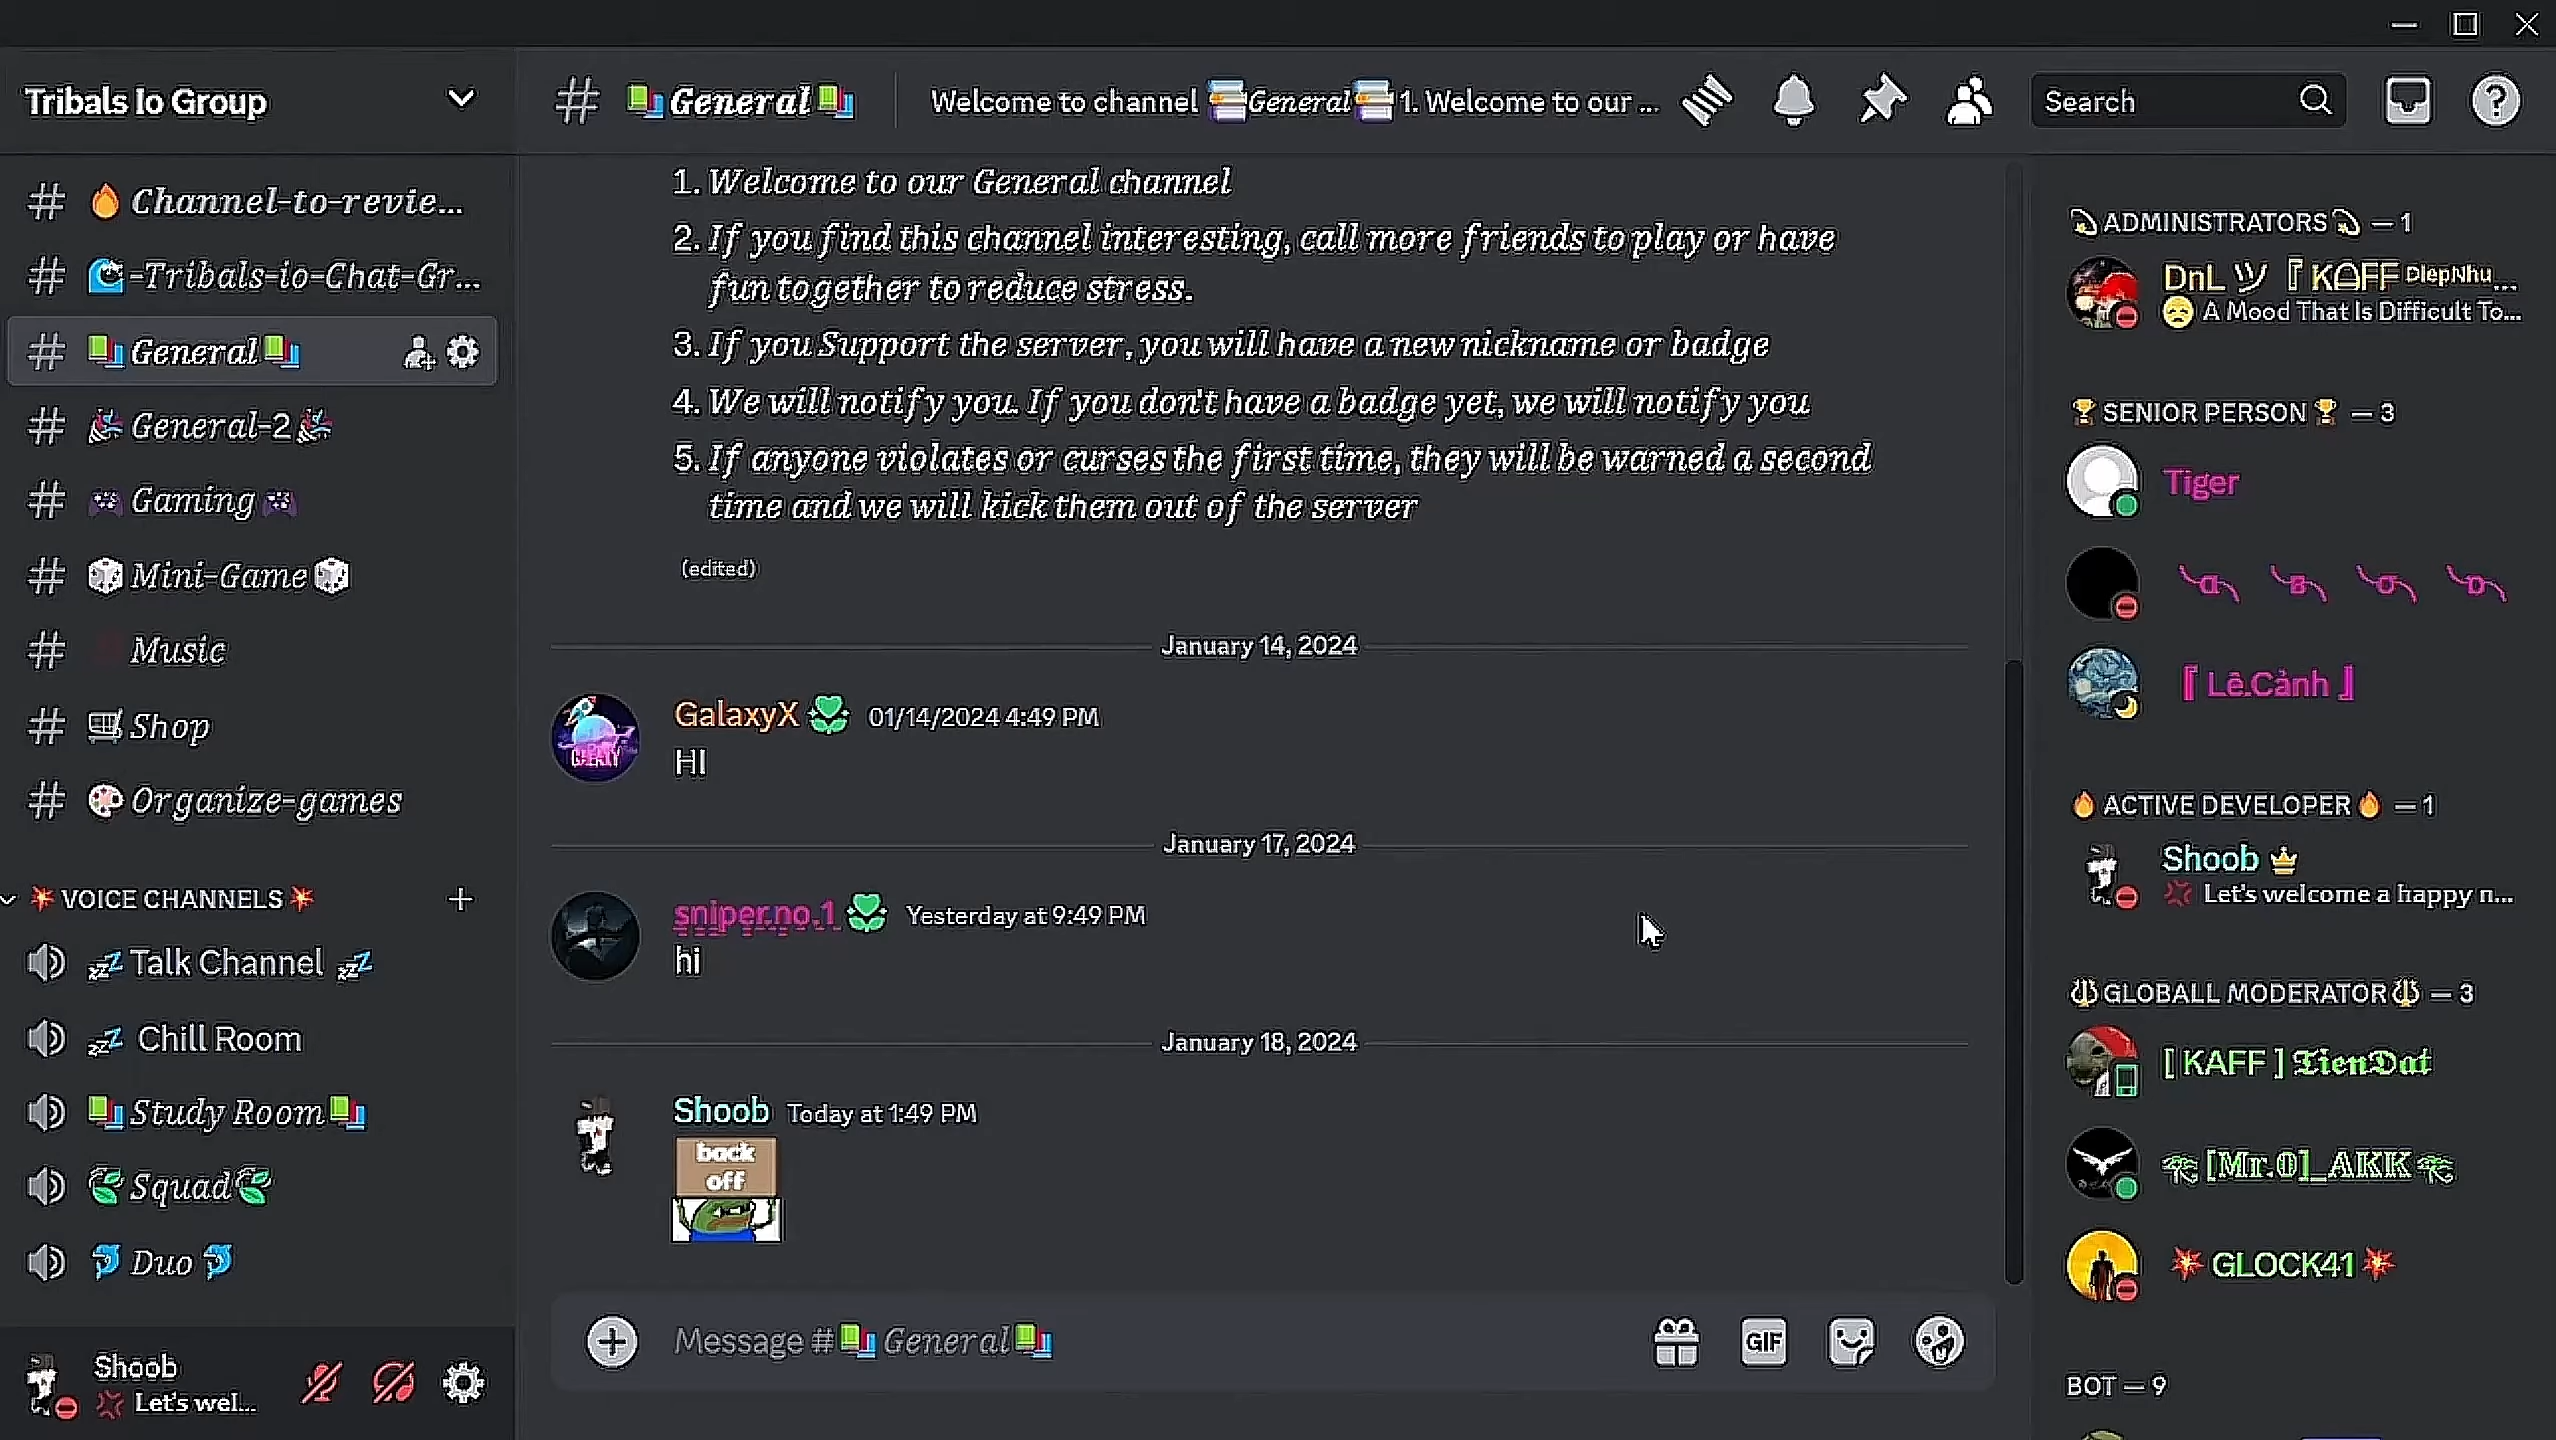 Tribals Io Group
General
Welcome to channel General 1. Welcome to our ...
Search
Channel-to-revie...
-Tribals-io-Chat-Gr...
General
General-2
Gaming
Mini-Game
Music
Shop
Organize-games
VOICE CHANNELS
Talk Channel
Chill Room
Study Room
Squad
Duo
Shoob
Let's wel...
1. Welcome to our General channel
2. If you find this channel interesting, call more friends to play or have
fun together to reduce stress.
3. If you Support the server, you will have a new nickname or badge
4. We will notify you. If you don't have a badge yet, we will notify you
5. If anyone violates or curses the first time, they will be warned a second
time and we will kick them out of the server
(edited)
January 14, 2024
GalaxyX 01/14/2024 4:49 PM
HI
January 17, 2024
sniper.no.1 Yesterday at 9:49 PM
hi
January 18, 2024
Shoob Today at 1:49 PM
back
off
Message # General
GIF
ADMINISTRATORS — 1
DnL ツ『KAFF DiepNhu...
A Mood That Is Difficult To...
SENIOR PERSON — 3
Tiger
『 Lê.Cảnh 』
ACTIVE DEVELOPER — 1
Shoob
Let's welcome a happy n...
GLOBALL MODERATOR — 3
[ KAFF ] 𝕿𝖎𝖊𝖓𝕯𝖆𝖙
[Mr.0]_AKK
GLOCK41
BOT — 9